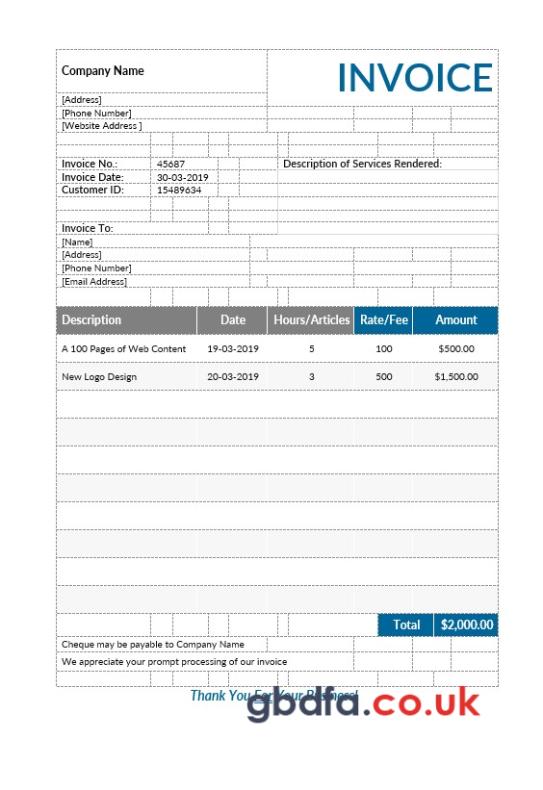 Company Name
INVOICE
[Address]
[Phone Number]
[Website Address ]
Invoice No.: 45687 Description of Services Rendered:
Invoice Date: 30-03-2019
Customer ID: 15489634
Invoice To:
[Name]
[Address]
[Phone Number]
[Email Address]
Description Date Hours/Articles Rate/Fee Amount
A 100 Pages of Web Content 19-03-2019 5 100 $500.00
New Logo Design 20-03-2019 3 500 $1,500.00
Total $2,000.00
Cheque may be payable to Company Name
We appreciate your prompt processing of our invoice
Thank You For Your Business!
gbdfa.co.uk